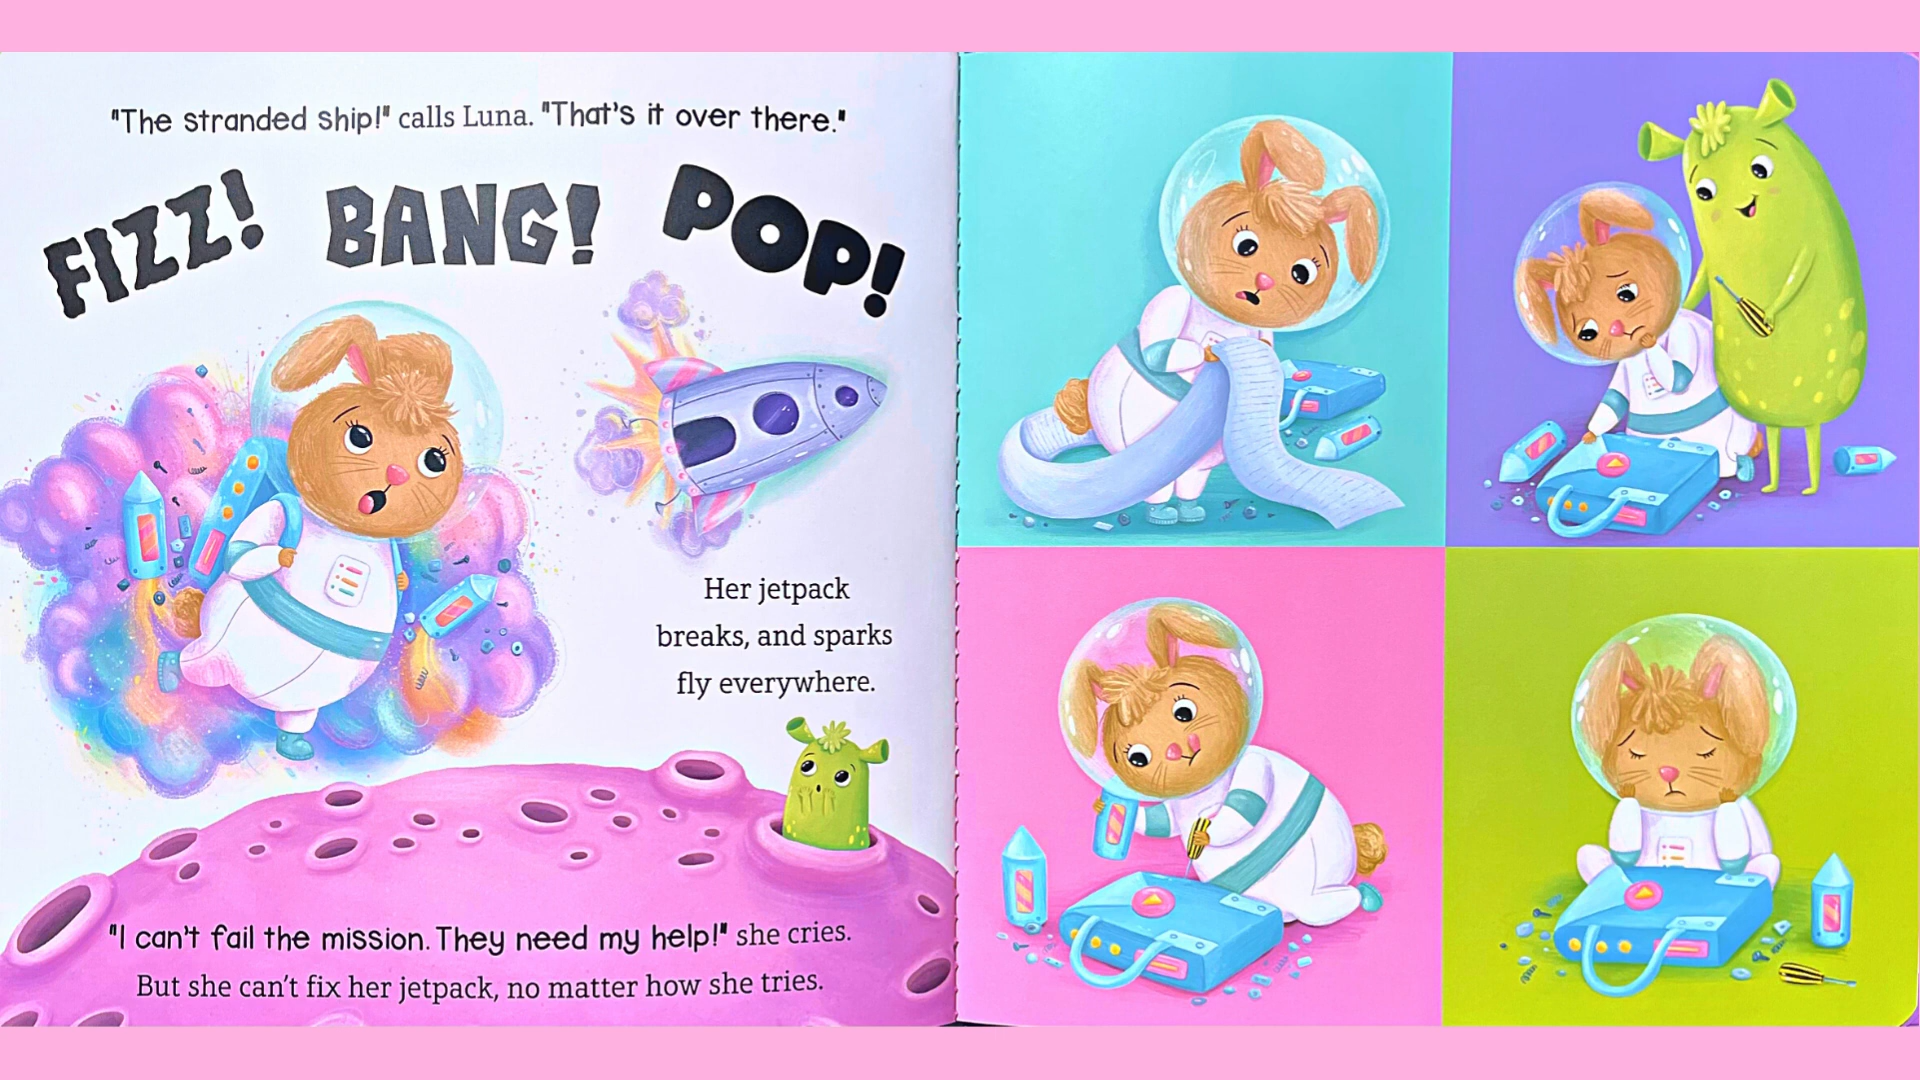 "The stranded ship!" calls Luna. "That's it over there."
FIZZ! BANG! POP!
Her jetpack
breaks, and sparks
fly everywhere.
"I can't fail the mission. They need my help!" she cries.
But she can't fix her jetpack, no matter how she tries.